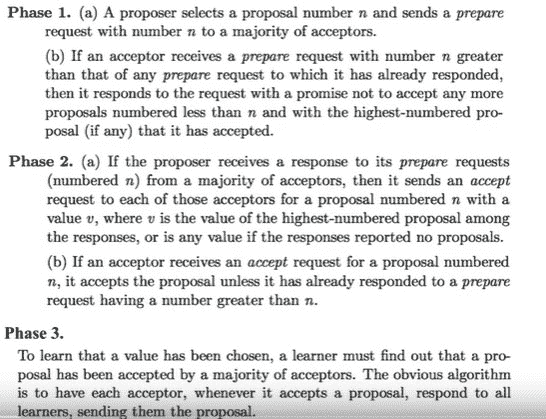 Phase 1. (a) A proposer selects a proposal number n and sends a prepare
request with number n to a majority of acceptors.
(b) If an acceptor receives a prepare request with number n greater
than that of any prepare request to which it has already responded,
then it responds to the request with a promise not to accept any more
proposals numbered less than n and with the highest-numbered pro-
posal (if any) that it has accepted.
Phase 2. (a) If the proposer receives a response to its prepare requests
(numbered n) from a majority of acceptors, then it sends an accept
request to each of those acceptors for a proposal numbered n with a
value v, where v is the value of the highest-numbered proposal among
the responses, or is any value if the responses reported no proposals.
(b) If an acceptor receives an accept request for a proposal numbered
n, it accepts the proposal unless it has already responded to a prepare
request having a number greater than n.
Phase 3.
To learn that a value has been chosen, a learner must find out that a pro-
posal has been accepted by a majority of acceptors. The obvious algorithm
is to have each acceptor, whenever it accepts a proposal, respond to all
learners, sending them the proposal.